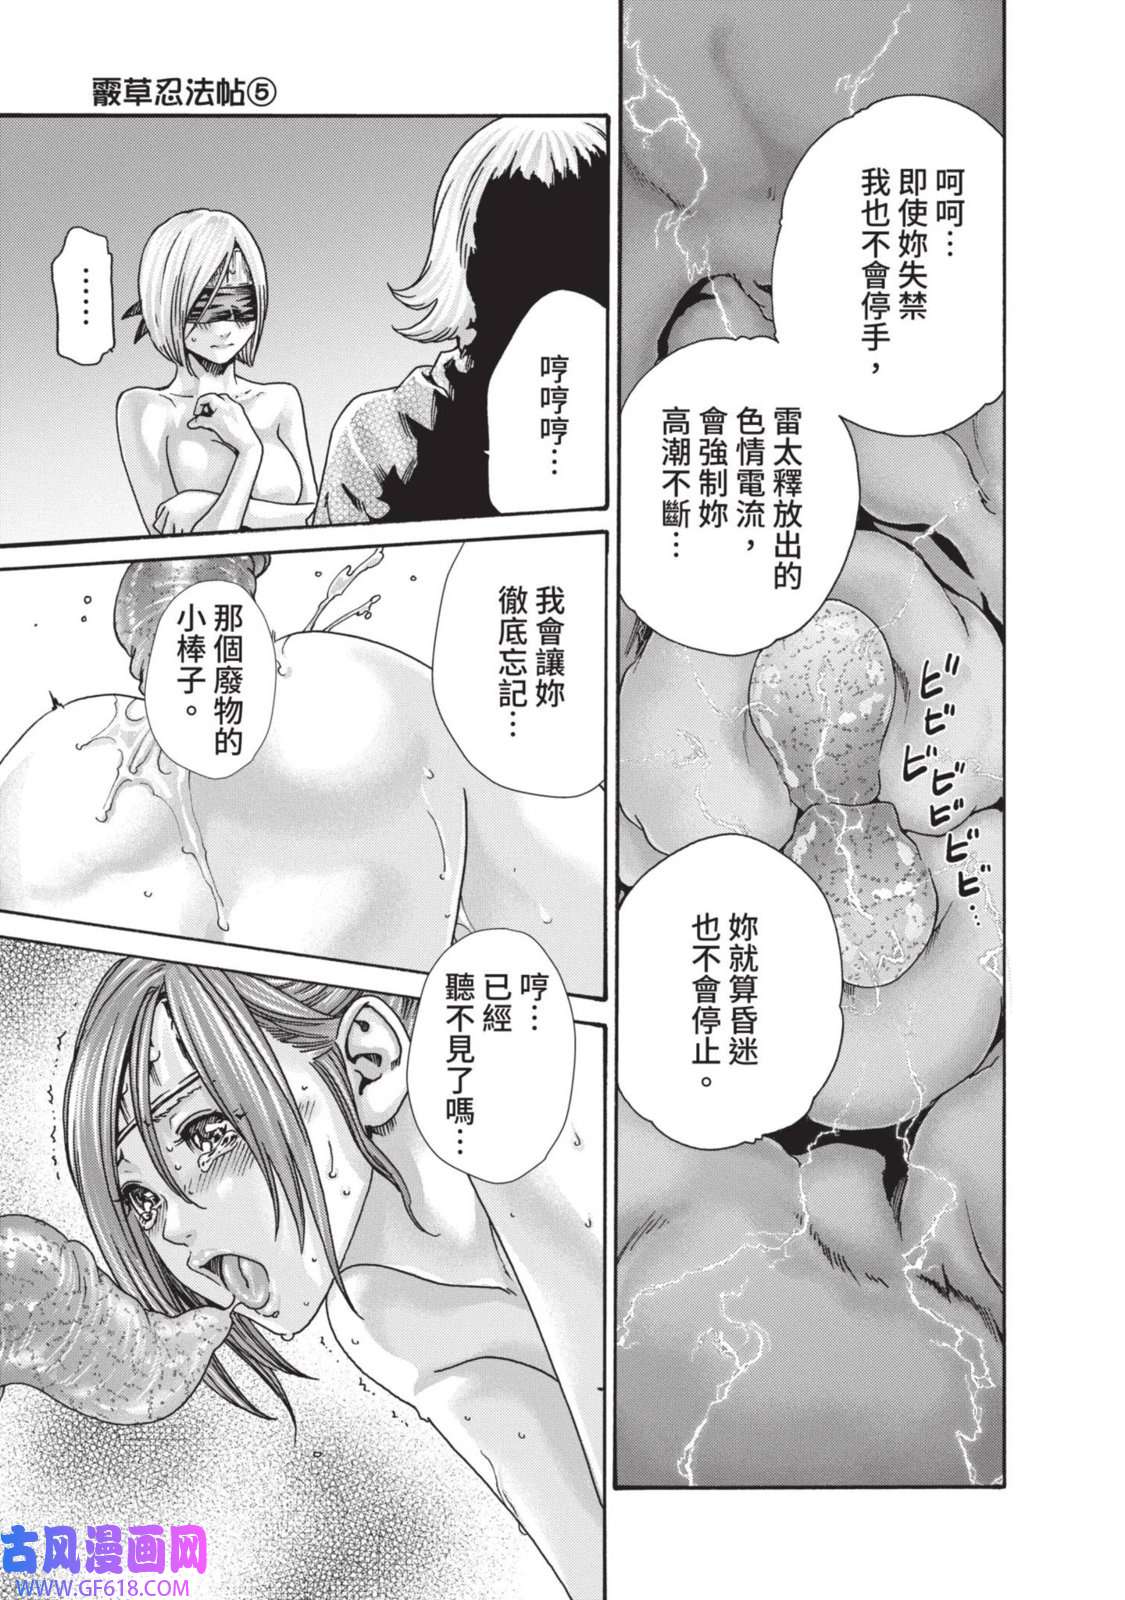 霰草忍法帖⑤
呵呵…
即使妳失禁
我也不會停手，
雷太釋放出的
色情電流，
會強制妳
高潮不斷…
ビビビビビビビ…
妳就算昏迷
也不會停止。
哼哼哼…
……
我會讓妳
徹底忘記…
那個廢物的
小棒子。
哼…
已經
聽不見了嗎…
古风漫画网
WWW.GF618.COM